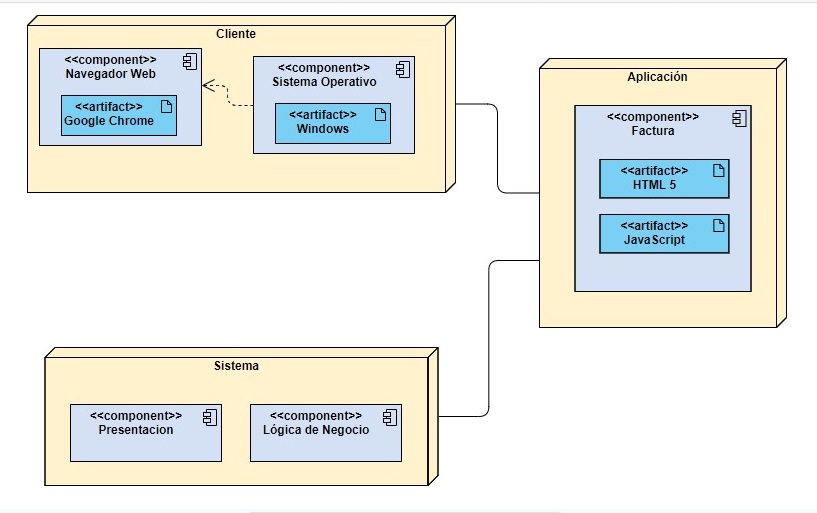 Cliente
<<component>>
Navegador Web
<<artifact>>
Google Chrome
<<component>>
Sistema Operativo
<<artifact>>
Windows
Aplicación
<<component>>
Factura
<<artifact>>
HTML 5
<<artifact>>
JavaScript
Sistema
<<component>>
Presentacion
<<component>>
Lógica de Negocio